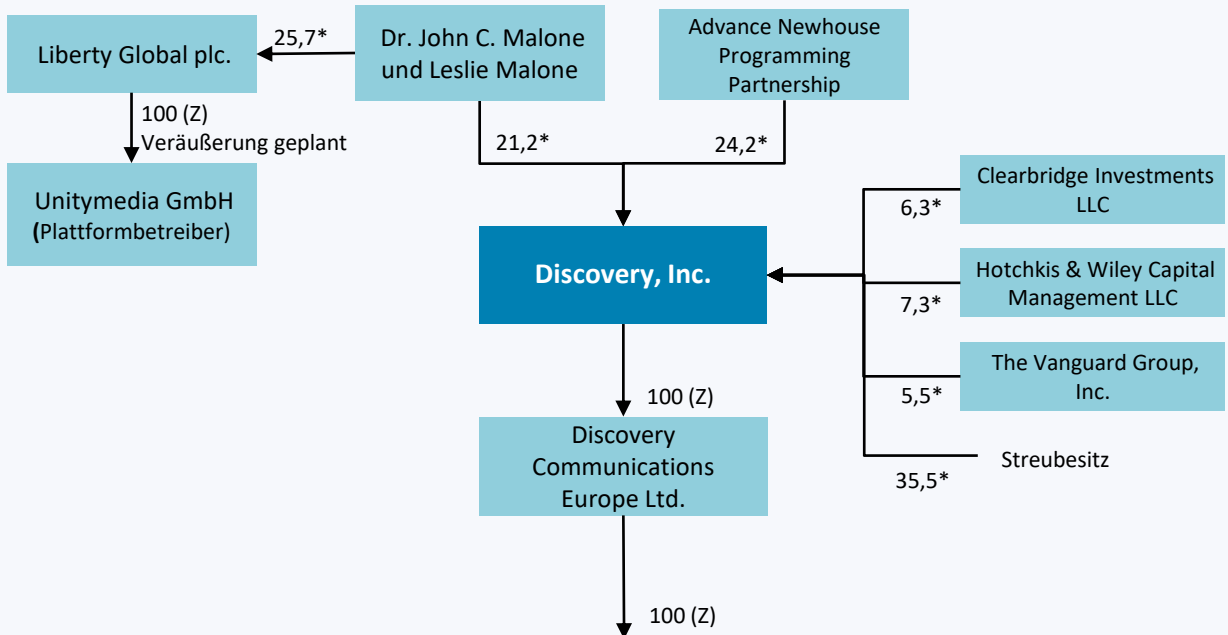 Liberty Global plc.
25,7*
Dr. John C. Malone
und Leslie Malone
Advance Newhouse
Programming
Partnership
100 (Z)
Veräußerung geplant
21,2*
24,2*
Unitymedia GmbH
(Plattformbetreiber)
Clearbridge Investments
LLC
6,3*
Discovery, Inc.
Hotchkis & Wiley Capital
Management LLC
7,3*
The Vanguard Group,
Inc.
5,5*
100 (Z)
Discovery
Communications
Europe Ltd.
Streubesitz
35,5*
100 (Z)